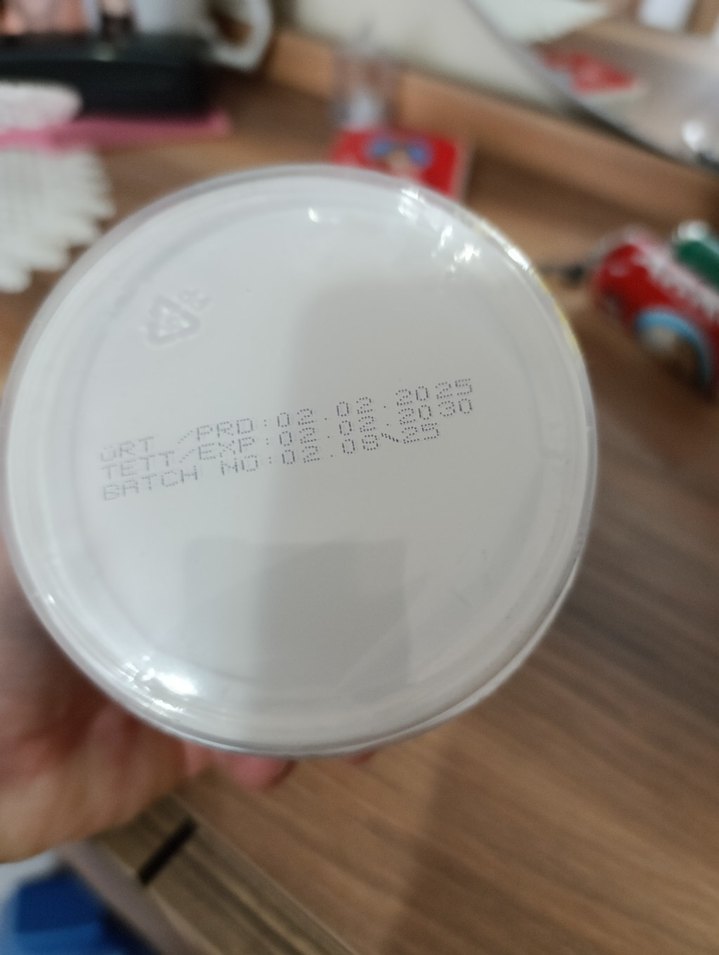 ÜRT /PRD:02.02.2025
TETT/EXP:02.02.2030
BATCH NO:02.08\25